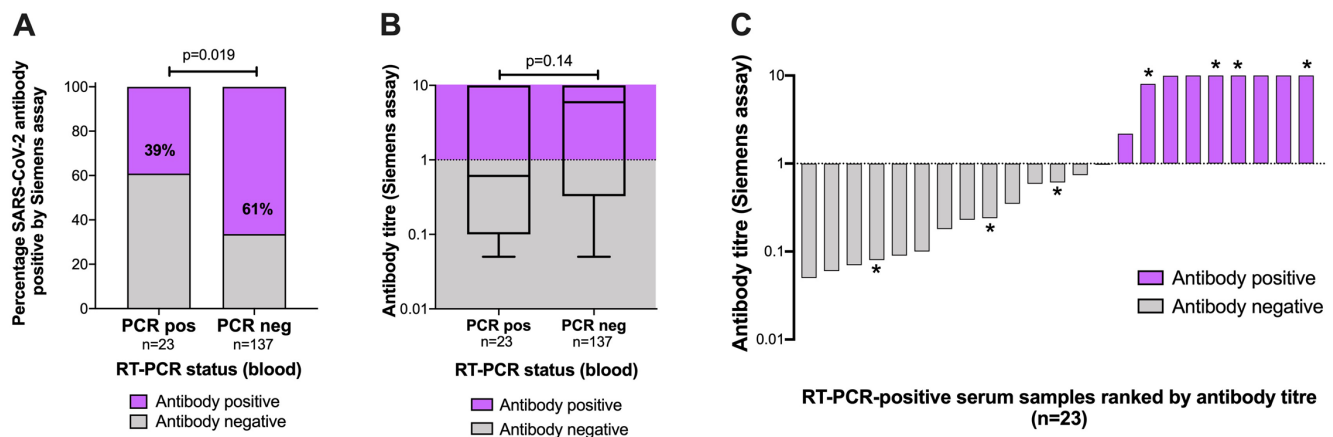 A
p=0.019
Percentage SARS-CoV-2 antibody
positive by Siemens assay
100
80
60
40
20
0
39%
61%
PCR pos
n=23
PCR neg
n=137
RT-PCR status (blood)
Antibody positive
Antibody negative
B
p=0.14
Antibody titre (Siemens assay)
10
1
0.1
0.01
PCR pos
n=23
PCR neg
n=137
RT-PCR status (blood)
Antibody positive
Antibody negative
C
Antibody titre (Siemens assay)
10
1
0.1
0.01
* * * *
* * *
Antibody positive
Antibody negative
RT-PCR-positive serum samples ranked by antibody titre
(n=23)